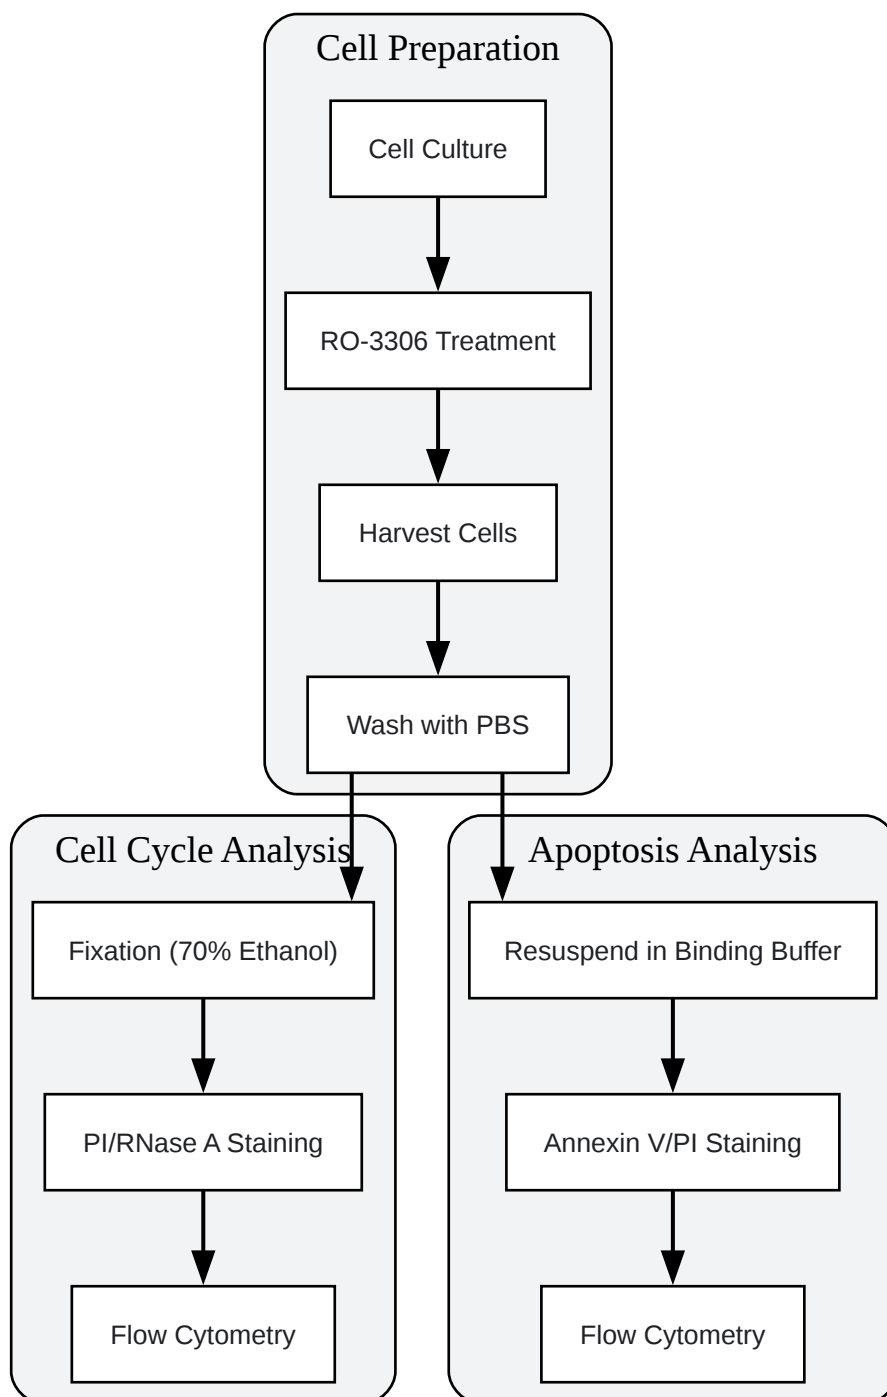 Cell Preparation
Cell Culture
RO-3306 Treatment
Harvest Cells
Wash with PBS
Cell Cycle Analysis
Fixation (70% Ethanol)
PI/RNase A Staining
Flow Cytometry
Apoptosis Analysis
Resuspend in Binding Buffer
Annexin V/PI Staining
Flow Cytometry